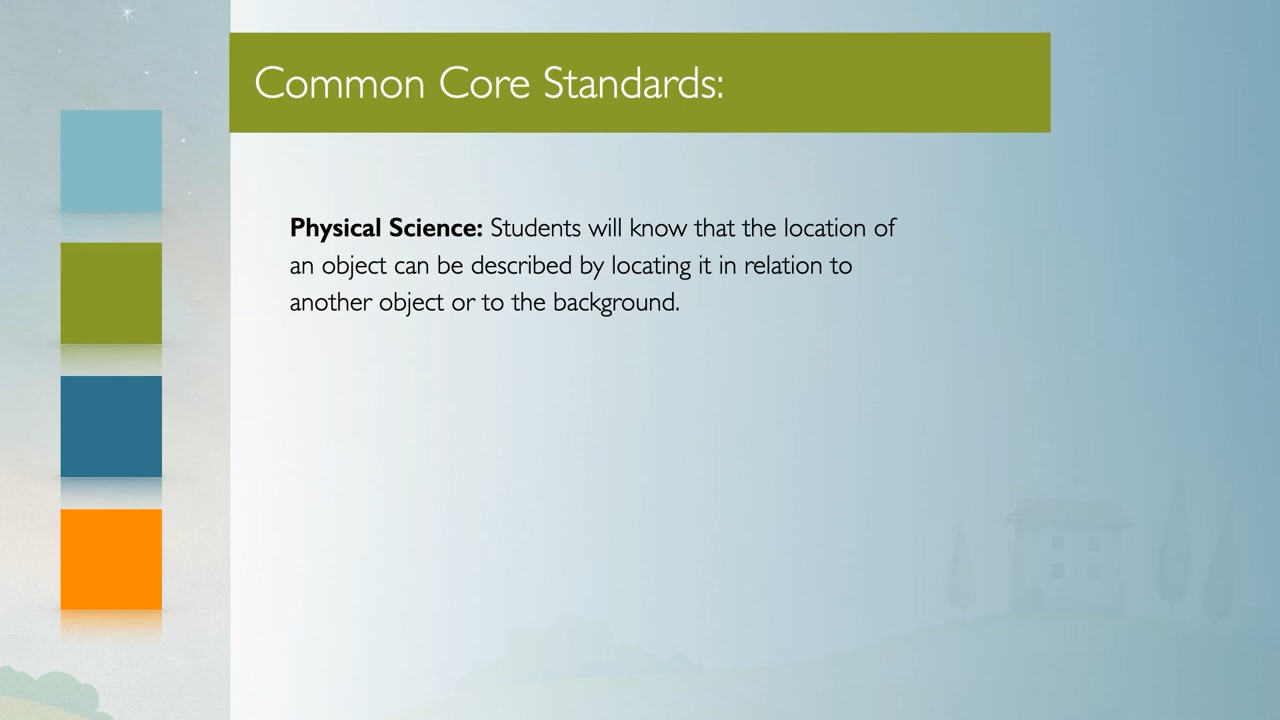 Common Core Standards:
Physical Science: Students will know that the location of
an object can be described by locating it in relation to
another object or to the background.